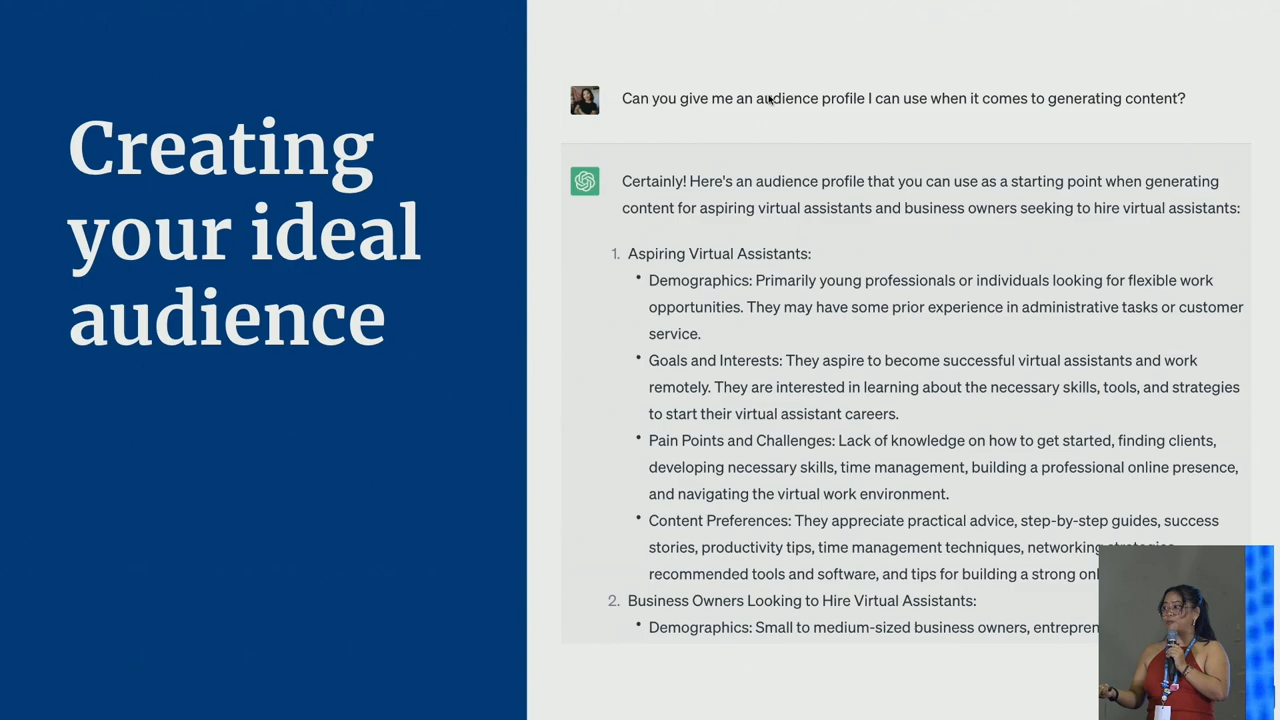 Creating
your ideal
audience
Can you give me an audience profile I can use when it comes to generating content?
Certainly! Here's an audience profile that you can use as a starting point when generating
content for aspiring virtual assistants and business owners seeking to hire virtual assistants:
1. Aspiring Virtual Assistants:
• Demographics: Primarily young professionals or individuals looking for flexible work
opportunities. They may have some prior experience in administrative tasks or customer
service.
• Goals and Interests: They aspire to become successful virtual assistants and work
remotely. They are interested in learning about the necessary skills, tools, and strategies
to start their virtual assistant careers.
• Pain Points and Challenges: Lack of knowledge on how to get started, finding clients,
developing necessary skills, time management, building a professional online presence,
and navigating the virtual work environment.
• Content Preferences: They appreciate practical advice, step-by-step guides, success
stories, productivity tips, time management techniques, networking strategies,
recommended tools and software, and tips for building a strong
2. Business Owners Looking to Hire Virtual Assistants:
• Demographics: Small to medium-sized business owners,